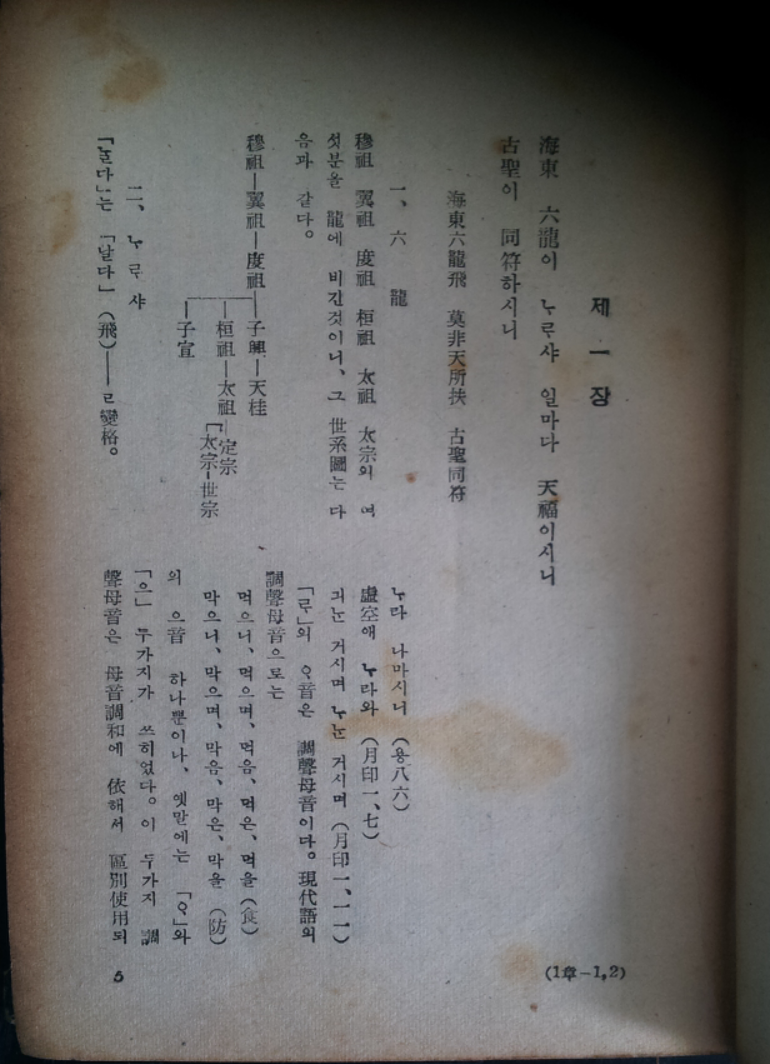 제 一 장
海東 六龍이 ᄂᆞᄅᆞ샤 일마다 天福이시니
古聖이 同符하시니
海東六龍飛 莫非天所扶 古聖同符
一、六 龍
穆祖 翼祖 度祖 桓祖 太祖 太宗의 여
섯분을 龍에 비긴것이니、그 世系圖는 다
음과 같다。
穆祖―翼祖―度祖―子興―天桂
―桓祖―太祖―定宗
「太宗―世宗
―子宣
二、ᄂᆞᄅᆞ샤
「ᄂᆞᆯ다」는 「날다」(飛)――ㄹ變格。
ᄂᆞ라 나마시니 (용八六)
虛空애 ᄂᆞ라와 (月印一、七)
긔ᄂᆞᆫ 거시며 ᄂᆞᄂᆞᆫ 거시며 (月印一、一一)
「ᄅᆞ」의 ᄋᆞ音은 調聲母音이다。現代語의
調聲母音으로는
먹으니、먹으며、먹음、먹은、먹을(食)
막으니、막으며、막음、막은、막을 (防)
의 으音 하나뿐이나、옛말에는 「ᄋᆞ」와
「으」 두가지가 쓰히었다。이 두가지 調
聲母音은 母音調和에 依해서 區別使用되
(1章－1,2)
5